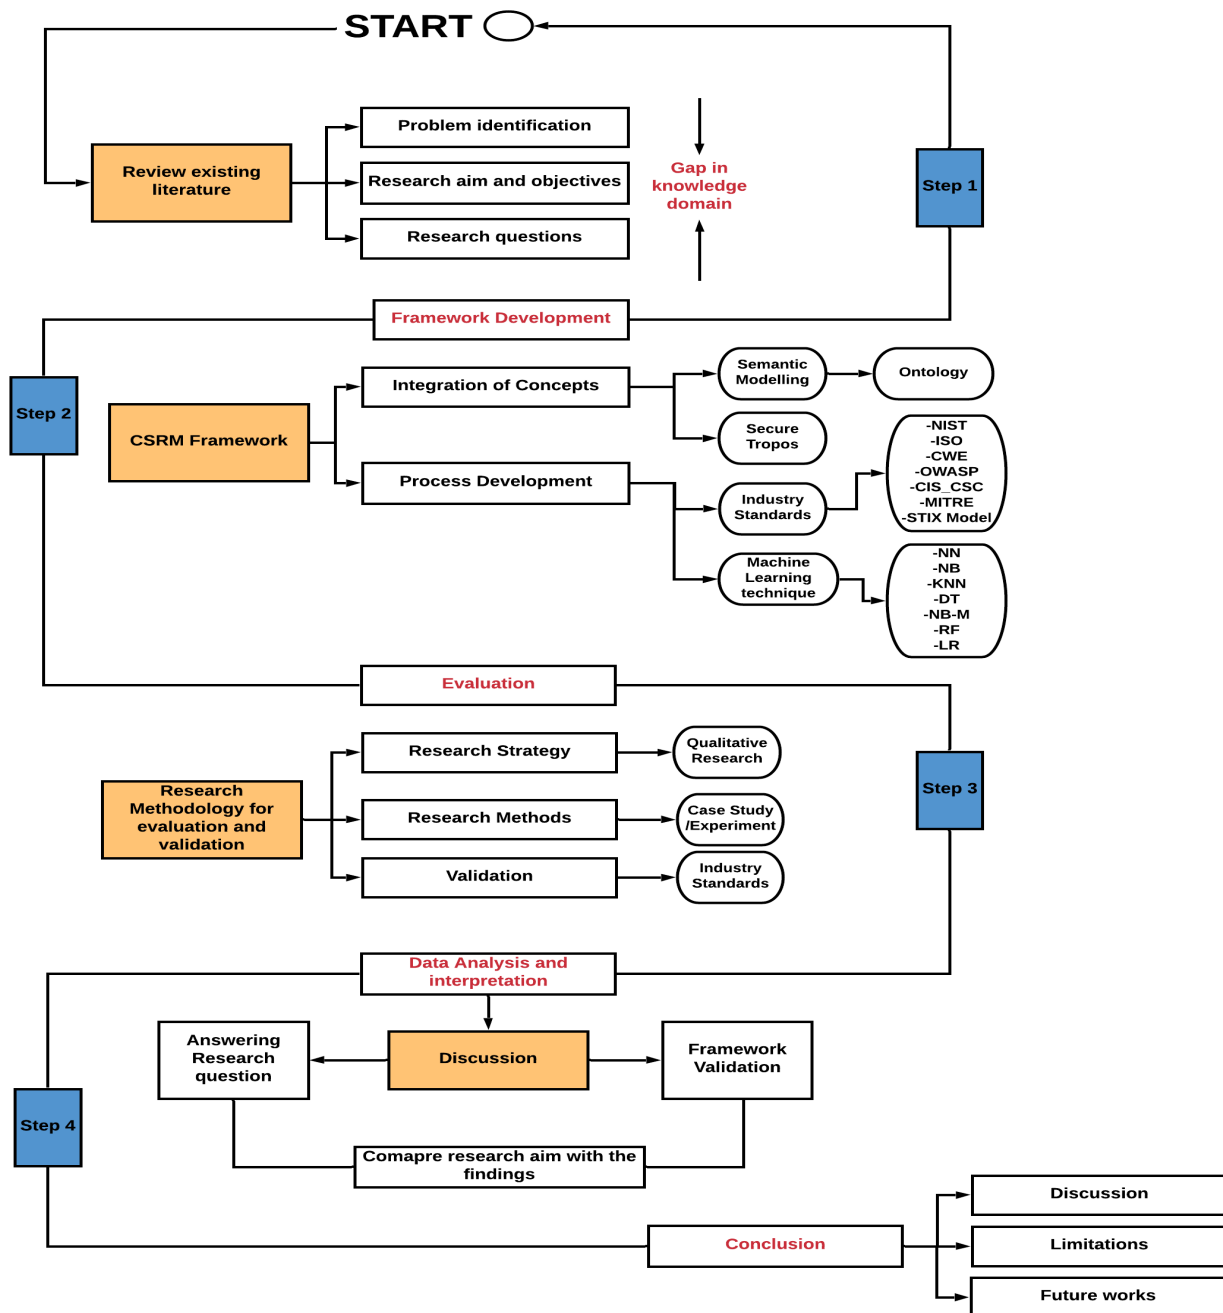 START
Problem identification
Review existing
literature
Research aim and objectives
Research questions
Gap in
knowledge
domain
Step 1
Framework Development
Step 2
CSRM Framework
Integration of Concepts
Semantic
Modelling
Ontology
Secure
Tropos
Process Development
Industry
Standards
-NIST
-ISO
-CWE
-OWASP
-CIS_CSC
-MITRE
-STIX Model
Machine
Learning
technique
-NN
-NB
-KNN
-DT
-NB-M
-RF
-LR
Evaluation
Step 3
Research
Methodology for
evaluation and
validation
Research Strategy
Qualitative
Research
Research Methods
Case Study
/Experiment
Validation
Industry
Standards
Data Analysis and
interpretation
Step 4
Answering
Research
question
Discussion
Framework
Validation
Comapre research aim with the
findings
Conclusion
Discussion
Limitations
Future works